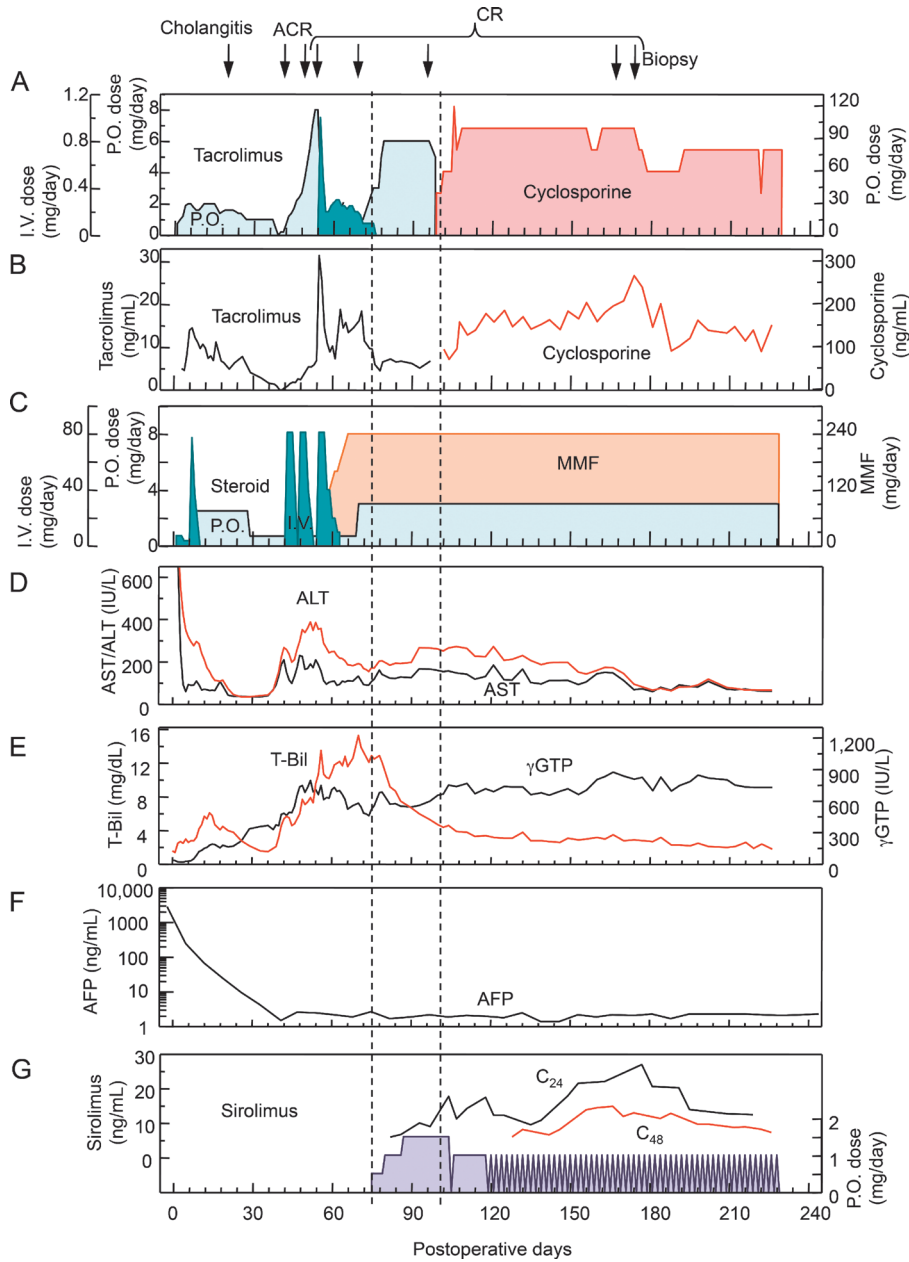 CR
Cholangitis
ACR
Biopsy
A
I.V. dose
(mg/day)
1.2
0.8
0.4
0
P.O. dose
(mg/day)
8
6
4
2
0
Tacrolimus
P.O.
Cyclosporine
120
90
60
30
0
P.O. dose
(mg/day)
B
Tacrolimus
(ng/mL)
30
20
10
0
Tacrolimus
Cyclosporine
300
200
100
0
Cyclosporine
(ng/mL)
C
I.V. dose
(mg/day)
80
40
0
P.O. dose
(mg/day)
8
4
0
Steroid
P.O.
I.V.
MMF
240
120
0
MMF
(mg/day)
D
AST/ALT (IU/L)
600
400
200
0
ALT
AST
E
T-Bil (mg/dL)
16
12
8
4
0
T-Bil
γGTP
1,200
900
600
300
0
γGTP (IU/L)
F
AFP (ng/mL)
10,000
1,000
100
10
1
AFP
G
Sirolimus
(ng/mL)
30
20
10
0
Sirolimus
C24
C48
2
1
0
P.O. dose
(mg/day)
0 30 60 90 120 150 180 210 240
Postoperative days